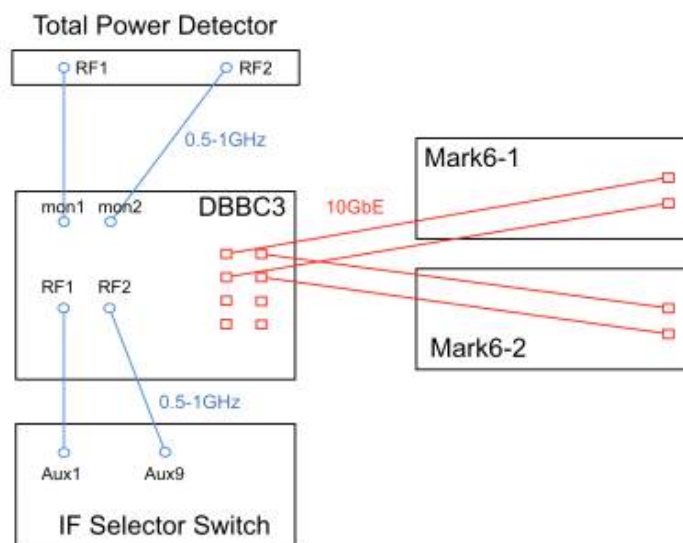 Total Power Detector
RF1
RF2
0.5-1GHz
mon1
mon2
DBBC3
10GbE
Mark6-1
RF1
RF2
Mark6-2
0.5-1GHz
Aux1
Aux9
IF Selector Switch